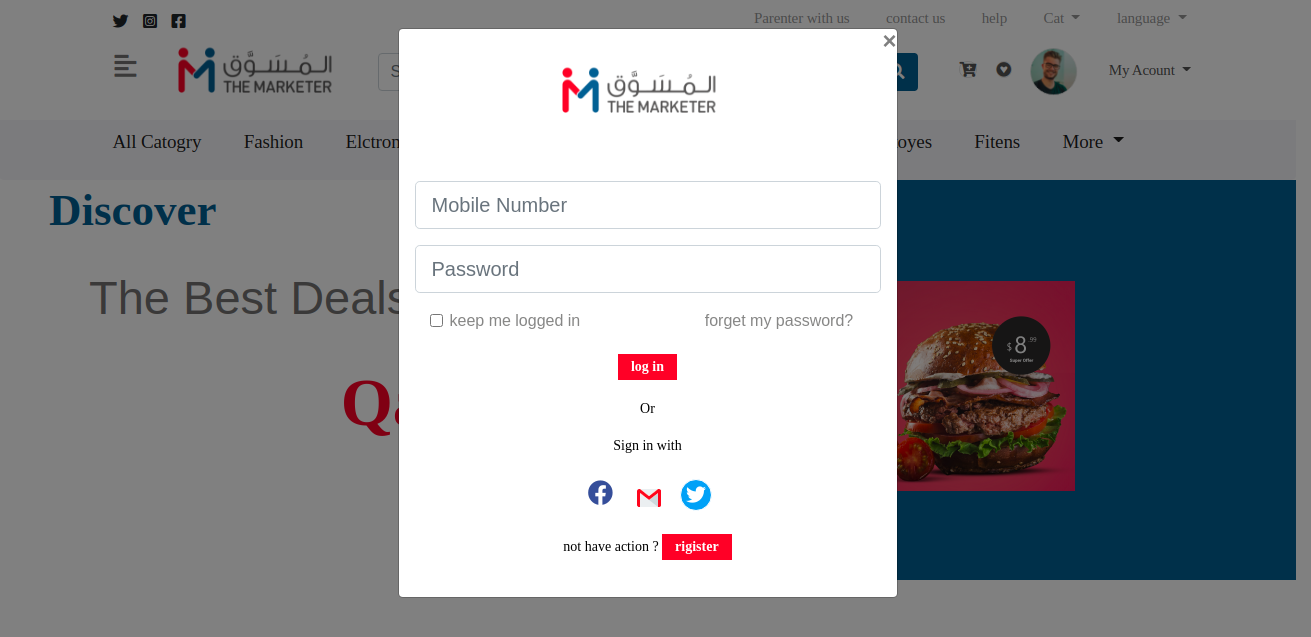 Parenter with us contact us help Cat language
المُسَوَّق
THE MARKETER
My Acount
All Catogry Fashion Elctron oyes Fitens More
Discover
The Best Deals
Q
$8.99
Super Offer
×
المُسَوَّق
THE MARKETER
Mobile Number
Password
keep me logged in forget my password?
log in
Or
Sign in with
not have action ? rigister